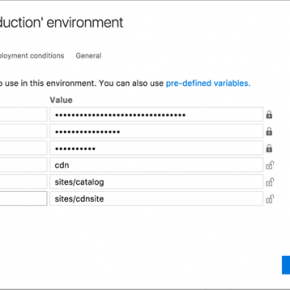 duction' environment
ployment conditions General
o use in this environment. You can also use pre-defined variables.
Value
••••••••••••••••••••••••••••••••
••••••••••••••••
••••••••••
cdn
sites/catalog
sites/cdnsite